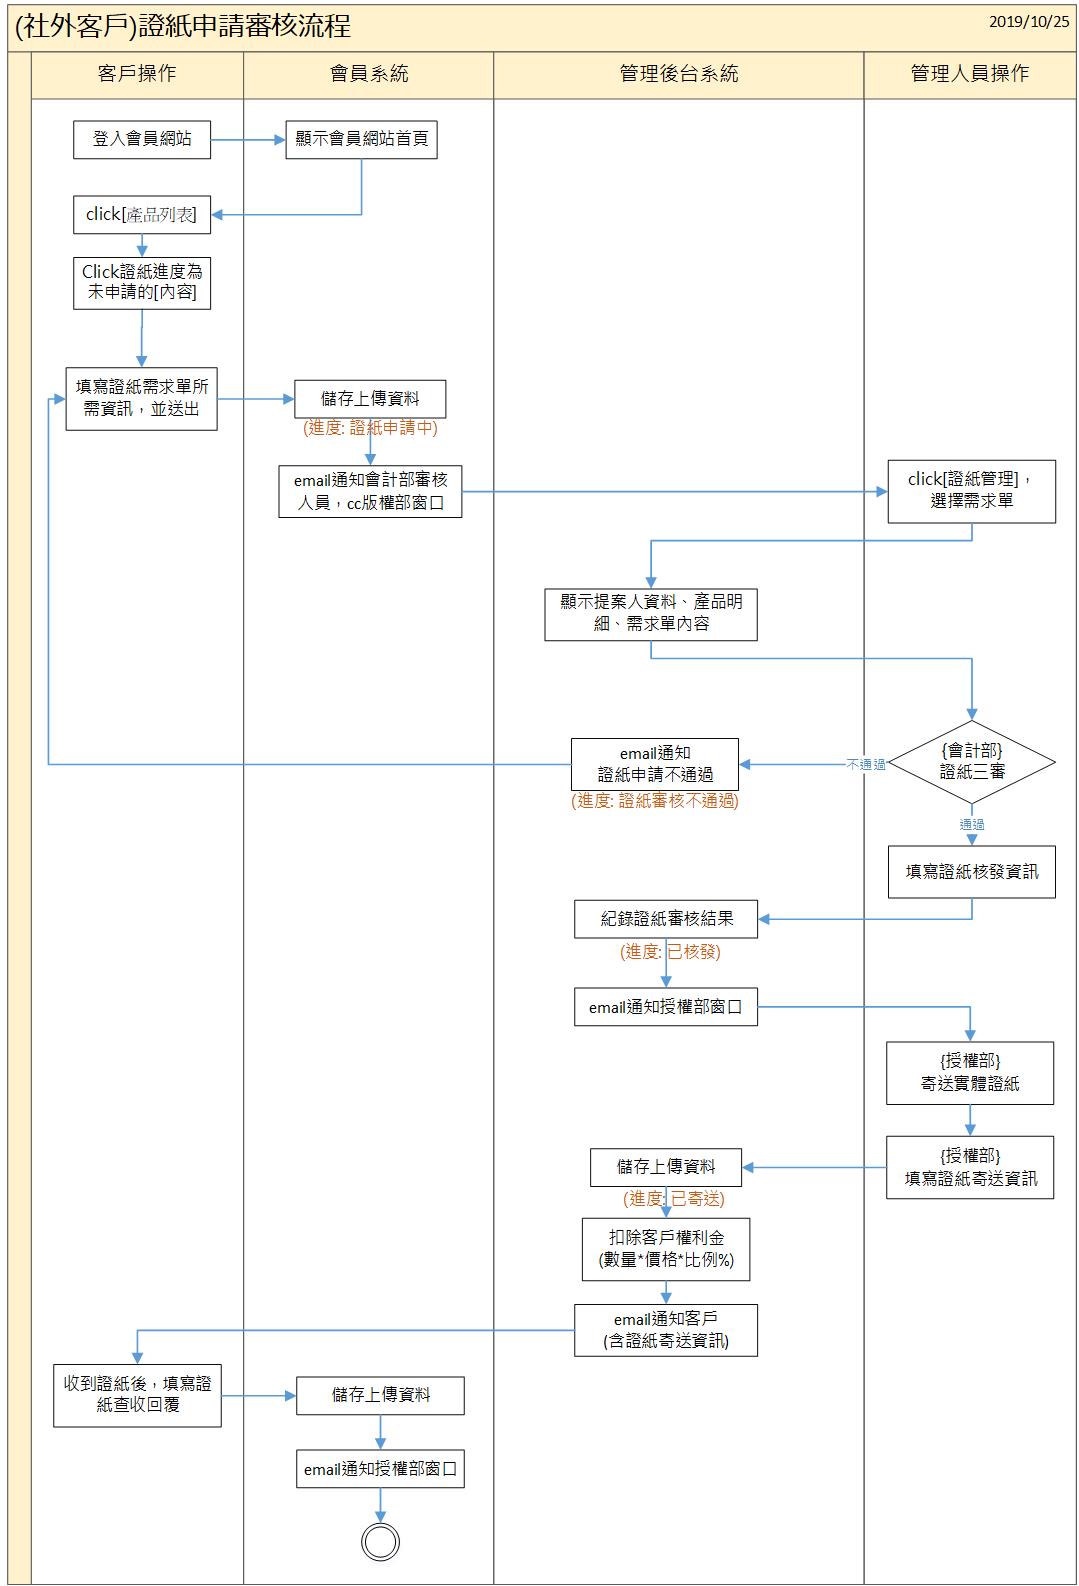 (社外客戶)證紙申請審核流程
2019/10/25
客戶操作
會員系統
管理後台系統
管理人員操作
登入會員網站
顯示會員網站首頁
click[產品列表]
Click證紙進度為
未申請的[內容]
填寫證紙需求單所
需資訊，並送出
儲存上傳資料
(進度: 證紙申請中)
email通知會計部審核
人員，cc版權部窗口
click[證紙管理]，
選擇需求單
顯示提案人資料、產品明
細、需求單內容
{會計部}
證紙三審
不通過
email通知
證紙申請不通過
(進度: 證紙審核不通過)
通過
填寫證紙核發資訊
紀錄證紙審核結果
(進度: 已核發)
email通知授權部窗口
{授權部}
寄送實體證紙
{授權部}
填寫證紙寄送資訊
儲存上傳資料
(進度: 已寄送)
扣除客戶權利金
(數量*價格*比例%)
email通知客戶
(含證紙寄送資訊)
收到證紙後，填寫證
紙查收回覆
儲存上傳資料
email通知授權部窗口